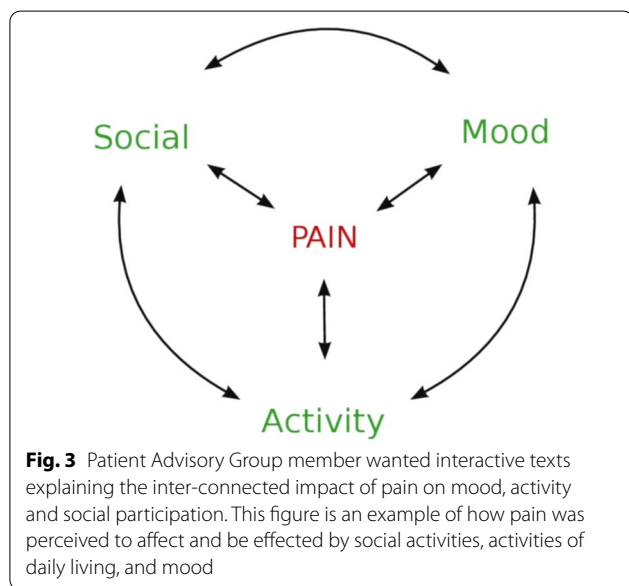 Social
Mood
PAIN
Activity
Fig. 3 Patient Advisory Group member wanted interactive texts
explaining the inter-connected impact of pain on mood, activity
and social participation. This figure is an example of how pain was
perceived to affect and be effected by social activities, activities of
daily living, and mood